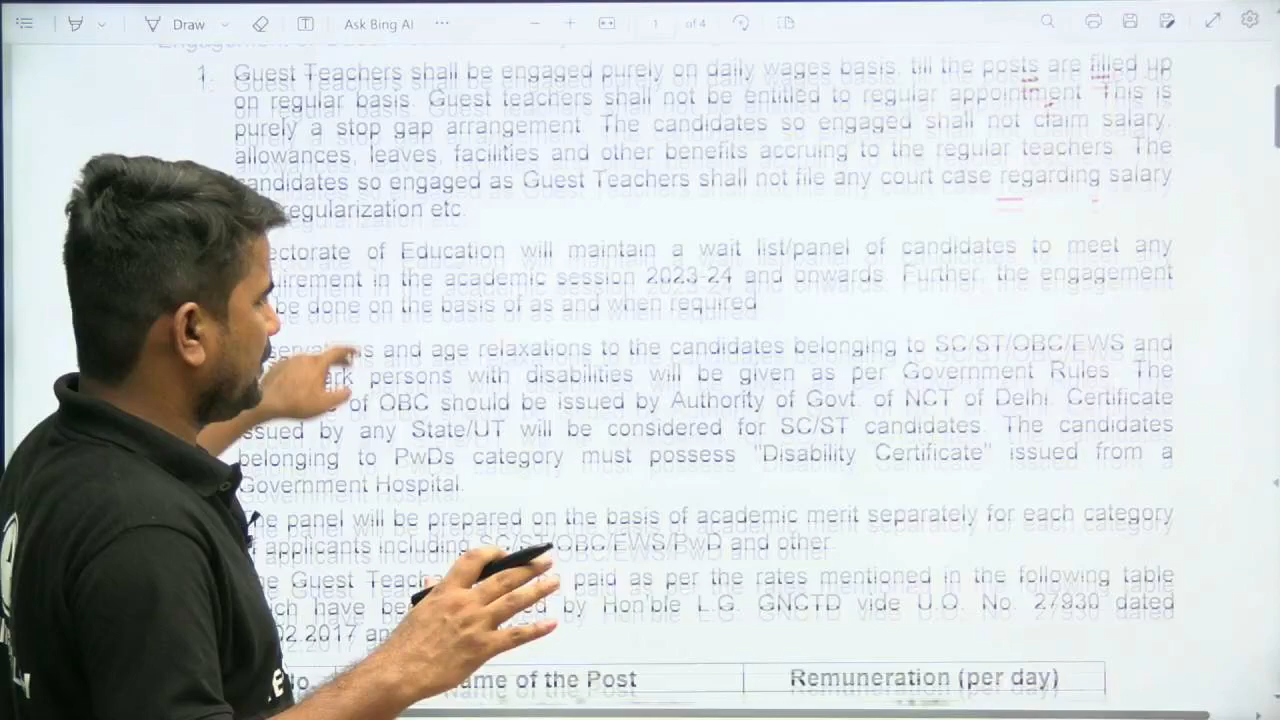 Draw
Ask Bing AI
1 of 4
1. Guest Teachers shall be engaged purely on daily wages basis, till the posts are filled up
on regular basis. Guest teachers shall not be entitled to regular appointment This is
purely a stop gap arrangement. The candidates so engaged shall not claim salary,
allowances, leaves, facilities and other benefits accruing to the regular teachers. The
candidates so engaged as Guest Teachers shall not file any court case regarding salary
egularization etc.
ectorate of Education will maintain a wait list/panel of candidates to meet any
uirement in the academic session 2023-24 and onwards. Further, the engagement
be done on the basis of as and when required
and age relaxations to the candidates belonging to SC/ST/OBC/EWS and
ark persons with disabilities will be given as per Government Rules. The
of OBC should be issued by Authority of Govt. of NCT of Delhi. Certificate
issued by any State/UT will be considered for SC/ST candidates. The candidates
belonging to PwDs category must possess "Disability Certificate" issued from a
Government Hospital.
he panel will be prepared on the basis of academic merit separately for each category
applicants including SC/ST/OBC/EWS/PwD and other
he Guest Teach paid as per the rates mentioned in the following table
ich have be by Hon'ble L.G. GNCTD vide U.O. No. 27930 dated
02.2017 an
o. ame of the Post Remuneration (per day)